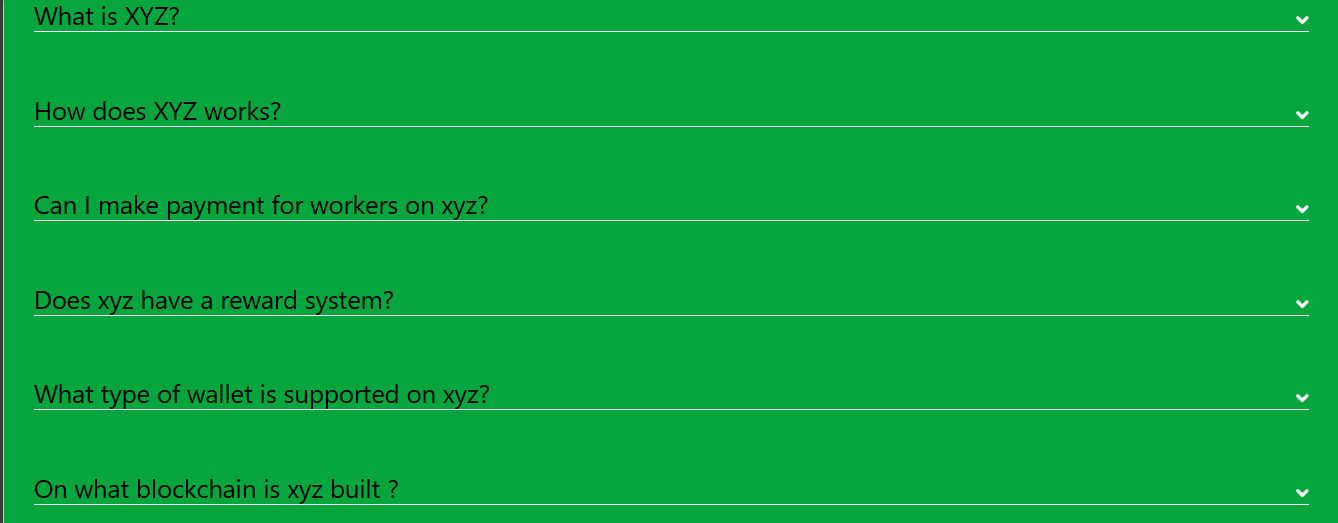 What is XYZ?
How does XYZ works?
Can I make payment for workers on xyz?
Does xyz have a reward system?
What type of wallet is supported on xyz?
On what blockchain is xyz built ?